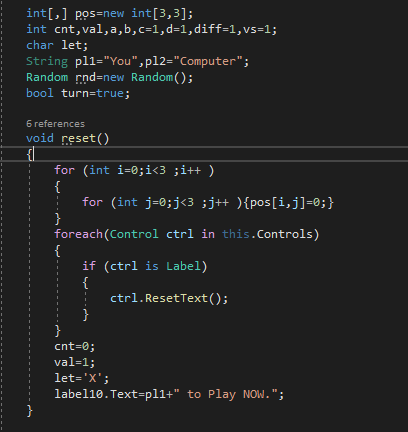 int[,] pos=new int[3,3];
int cnt,val,a,b,c=1,d=1,diff=1,vs=1;
char let;
String pl1="You",pl2="Computer";
Random rnd=new Random();
bool turn=true;
6 references
void reset()
{
for (int i=0;i<3 ;i++ )
{
for (int j=0;j<3 ;j++ ){pos[i,j]=0;}
}
foreach(Control ctrl in this.Controls)
{
if (ctrl is Label)
{
ctrl.ResetText();
}
}
cnt=0;
val=1;
let='X';
label10.Text=pl1+" to Play NOW.";
}